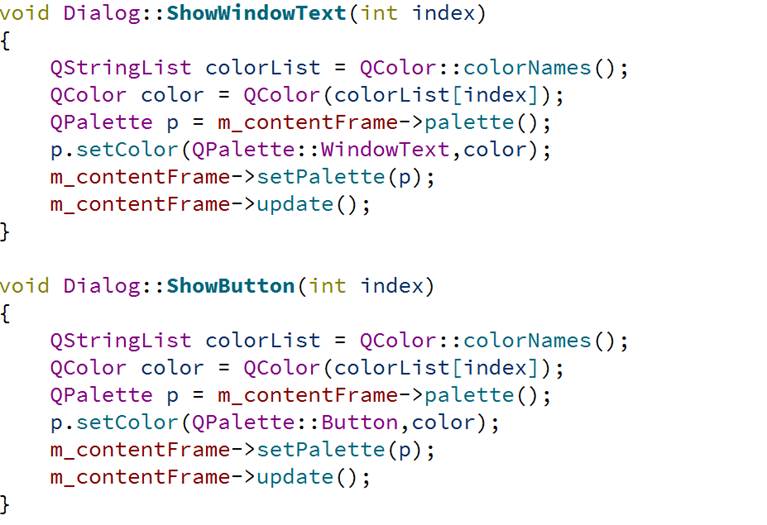 void Dialog::ShowWindowText(int index)
{
    QStringList colorList = QColor::colorNames();
    QColor color = QColor(colorList[index]);
    QPalette p = m_contentFrame->palette();
    p.setColor(QPalette::WindowText,color);
    m_contentFrame->setPalette(p);
    m_contentFrame->update();
}

void Dialog::ShowButton(int index)
{
    QStringList colorList = QColor::colorNames();
    QColor color = QColor(colorList[index]);
    QPalette p = m_contentFrame->palette();
    p.setColor(QPalette::Button,color);
    m_contentFrame->setPalette(p);
    m_contentFrame->update();
}